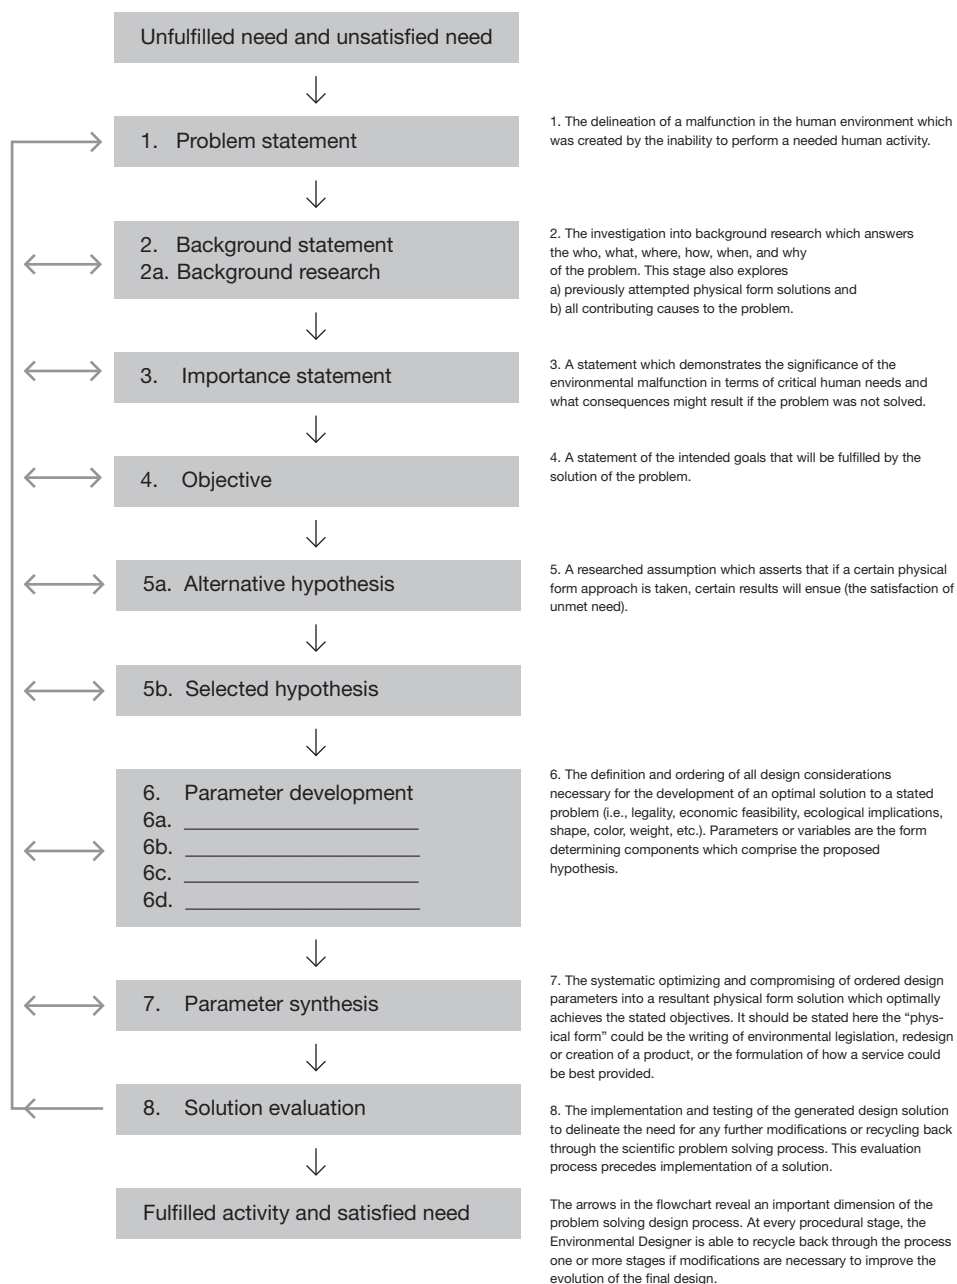 Unfulfilled need and unsatisfied need
1. Problem statement
1. The delineation of a malfunction in the human environment which
was created by the inability to perform a needed human activity.
2. Background statement
2a. Background research
2. The investigation into background research which answers
the who, what, where, how, when, and why
of the problem. This stage also explores
a) previously attempted physical form solutions and
b) all contributing causes to the problem.
3. Importance statement
3. A statement which demonstrates the significance of the
environmental malfunction in terms of critical human needs and
what consequences might result if the problem was not solved.
4. Objective
4. A statement of the intended goals that will be fulfilled by the
solution of the problem.
5a. Alternative hypothesis
5. A researched assumption which asserts that if a certain physical
form approach is taken, certain results will ensue (the satisfaction of
unmet need).
5b. Selected hypothesis
6. Parameter development
6a. ____________________
6b. ____________________
6c. ____________________
6d. ____________________
6. The definition and ordering of all design considerations
necessary for the development of an optimal solution to a stated
problem (i.e., legality, economic feasibility, ecological implications,
shape, color, weight, etc.). Parameters or variables are the form
determining components which comprise the proposed
hypothesis.
7. Parameter synthesis
7. The systematic optimizing and compromising of ordered design
parameters into a resultant physical form solution which optimally
achieves the stated objectives. It should be stated here the “phys-
ical form” could be the writing of environmental legislation, redesign
or creation of a product, or the formulation of how a service could
be best provided.
8. Solution evaluation
8. The implementation and testing of the generated design solution
to delineate the need for any further modifications or recycling back
through the scientific problem solving process. This evaluation
process precedes implementation of a solution.
Fulfilled activity and satisfied need
The arrows in the flowchart reveal an important dimension of the
problem solving design process. At every procedural stage, the
Environmental Designer is able to recycle back through the process
one or more stages if modifications are necessary to improve the
evolution of the final design.